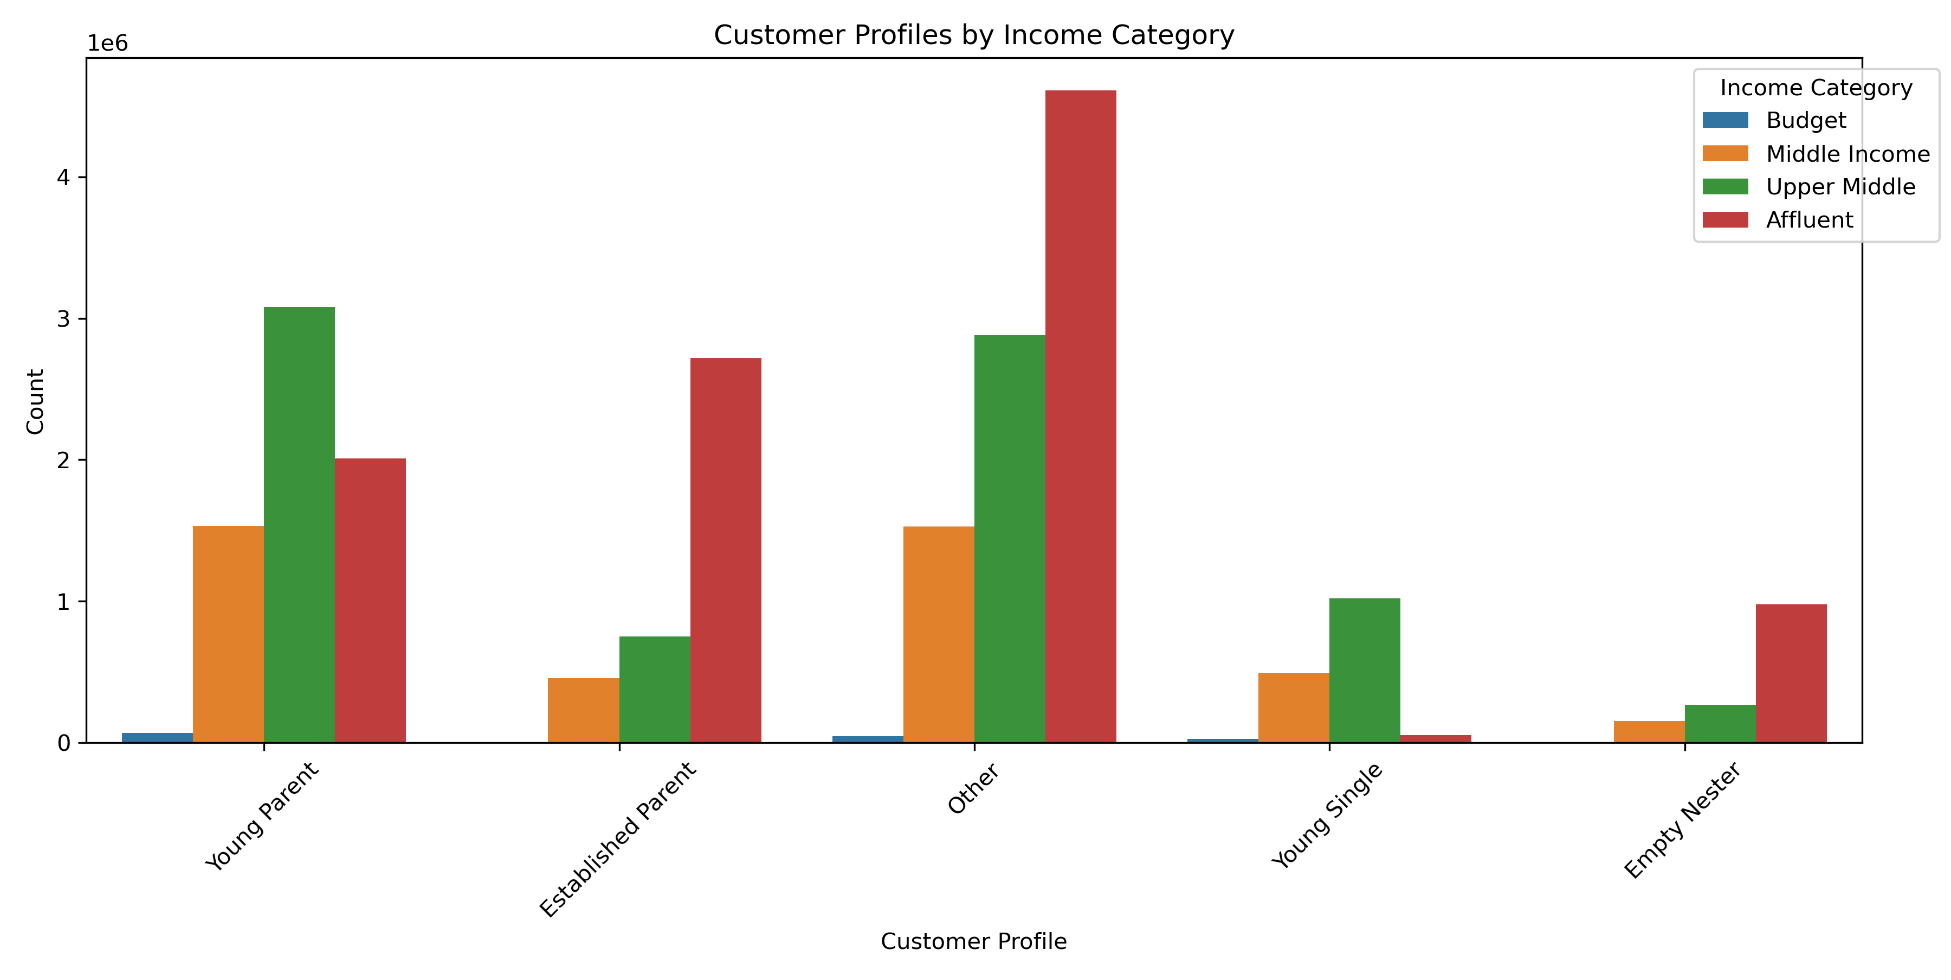 Customer Profiles by Income Category
1e6
Income Category
Budget
Middle Income
Upper Middle
Affluent
4
3
2
1
0
Count
Young Parent
Established Parent
Other
Young Single
Empty Nester
Customer Profile